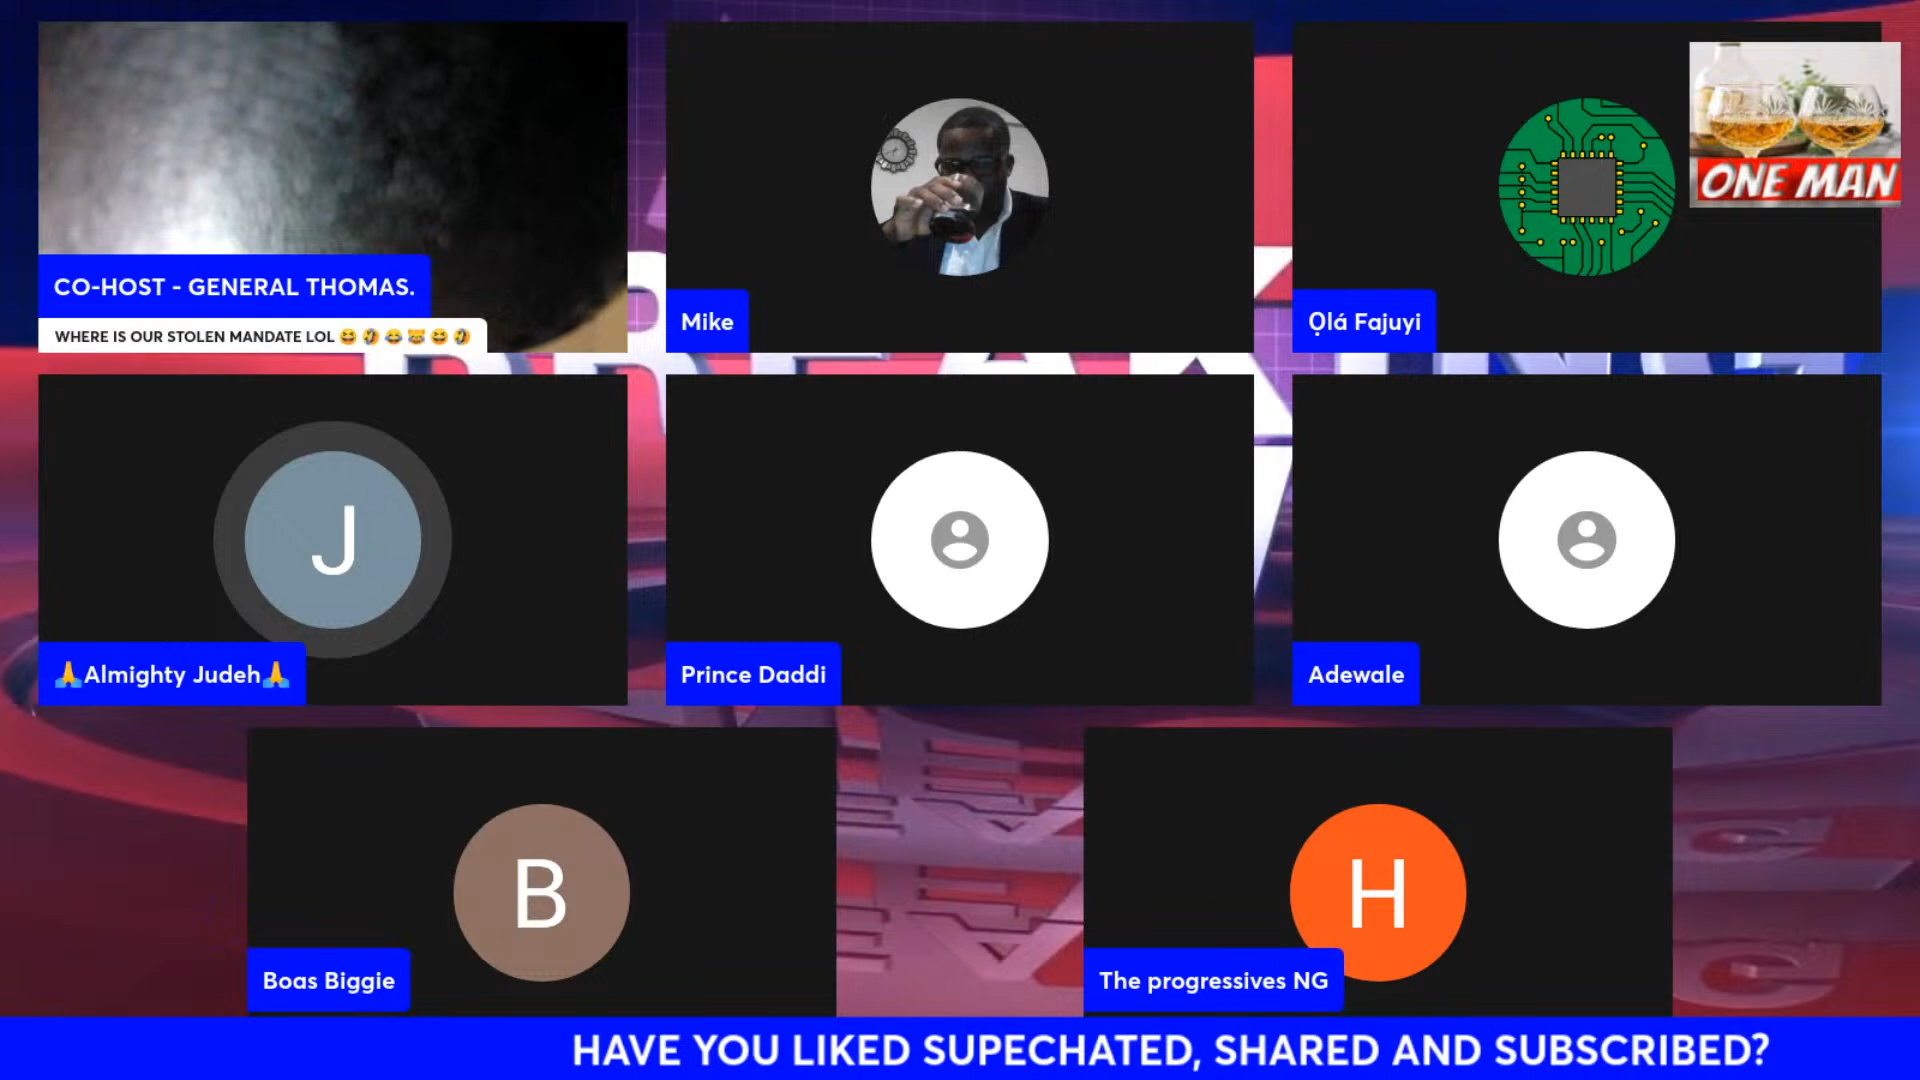 ONE MAN
CO-HOST - GENERAL THOMAS.
WHERE IS OUR STOLEN MANDATE LOL 😆 🤣 😂 😹 😆 🤣
Mike
Ọlá Fajuyi
J
🙏Almighty Judeh🙏
Prince Daddi
Adewale
B
Boas Biggie
H
The progressives NG
HAVE YOU LIKED SUPECHATED, SHARED AND SUBSCRIBED?